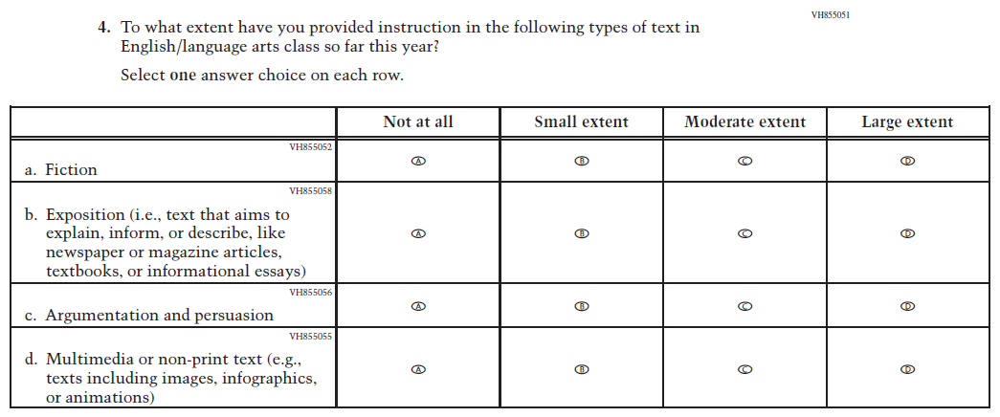 VH855051
4. To what extent have you provided instruction in the following types of text in
English/language arts class so far this year?
Select one answer choice on each row.
Not at all Small extent Moderate extent Large extent
VH855052
a. Fiction A B C D
VH855058
b. Exposition (i.e., text that aims to
explain, inform, or describe, like A B C D
newspaper or magazine articles,
textbooks, or informational essays)
VH855056
c. Argumentation and persuasion A B C D
VH855055
d. Multimedia or non-print text (e.g., A B C D
texts including images, infographics,
or animations)